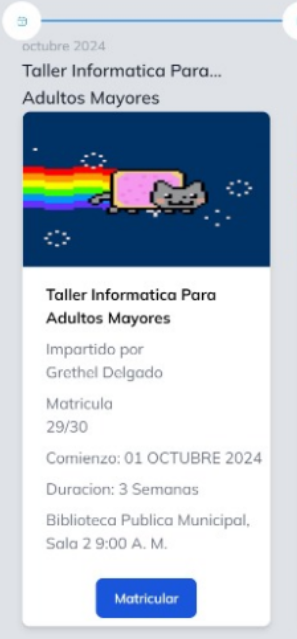 octubre 2024
Taller Informatica Para...
Adultos Mayores
Taller Informatica Para
Adultos Mayores
Impartido por
Grethel Delgado
Matricula
29/30
Comienzo: 01 OCTUBRE 2024
Duracion: 3 Semanas
Biblioteca Publica Municipal,
Sala 2 9:00 A. M.
Matricular